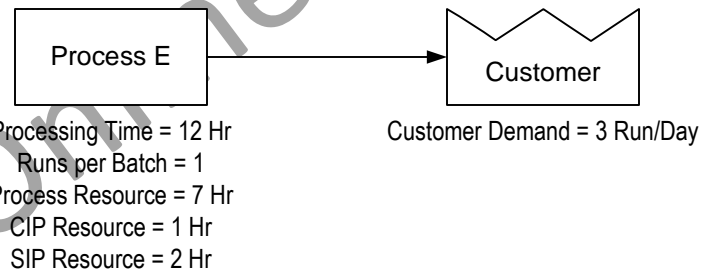 Process E
Customer
Processing Time = 12 Hr
Customer Demand = 3 Run/Day
Runs per Batch = 1
Process Resource = 7 Hr
CIP Resource = 1 Hr
SIP Resource = 2 Hr